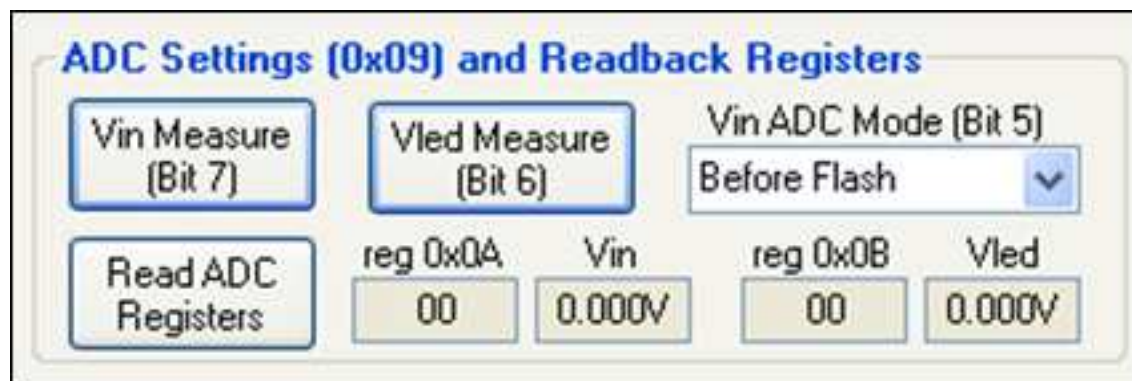 ADC Settings (0x09) and Readback Registers
Vin Measure
(Bit 7)
Vled Measure
(Bit 6)
Vin ADC Mode (Bit 5)
Before Flash
Read ADC
Registers
reg 0x0A
Vin
reg 0x0B
Vled
00
0.000V
00
0.000V